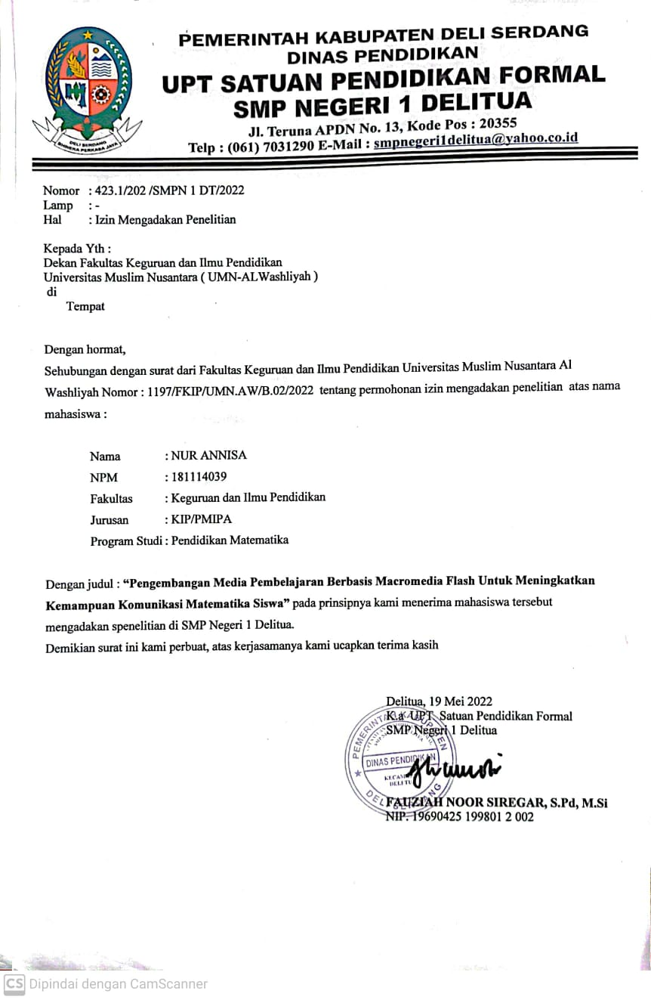 PEMERINTAH KABUPATEN DELI SERDANG
DINAS PENDIDIKAN
UPT SATUAN PENDIDIKAN FORMAL
SMP NEGERI 1 DELITUA
Jl. Teruna APDN No. 13, Kode Pos : 20355
Telp : (061) 7031290 E-Mail : smpnegeri1delitua@yahoo.co.id
DELI SERDANG
BHINNEKA PERKASA JAYA
Nomor : 423.1/202 /SMPN 1 DT/2022
Lamp : -
Hal : Izin Mengadakan Penelitian
Kepada Yth :
Dekan Fakultas Keguruan dan Ilmu Pendidikan
Universitas Muslim Nusantara ( UMN-ALWashliyah )
di
Tempat
Dengan hormat,
Sehubungan dengan surat dari Fakultas Keguruan dan Ilmu Pendidikan Universitas Muslim Nusantara Al
Washliyah Nomor : 1197/FKIP/UMN.AW/B.02/2022 tentang permohonan izin mengadakan penelitian atas nama
mahasiswa :
Nama : NUR ANNISA
NPM : 181114039
Fakultas : Keguruan dan Ilmu Pendidikan
Jurusan : KIP/PMIPA
Program Studi : Pendidikan Matematika
Dengan judul : “Pengembangan Media Pembelajaran Berbasis Macromedia Flash Untuk Meningkatkan
Kemampuan Komunikasi Matematika Siswa” pada prinsipnya kami menerima mahasiswa tersebut
mengadakan spenelitian di SMP Negeri 1 Delitua.
Demikian surat ini kami perbuat, atas kerjasamanya kami ucapkan terima kasih
Delitua, 19 Mei 2022
K.a UPT Satuan Pendidikan Formal
SMP Negeri 1 Delitua
PEMERINTAH KABUPATEN
DINAS PENDIDIKAN
DELI SERDANG
FAUZIAH NOOR SIREGAR, S.Pd, M.Si
NIP. 19690425 199801 2 002
CS Dipindai dengan CamScanner